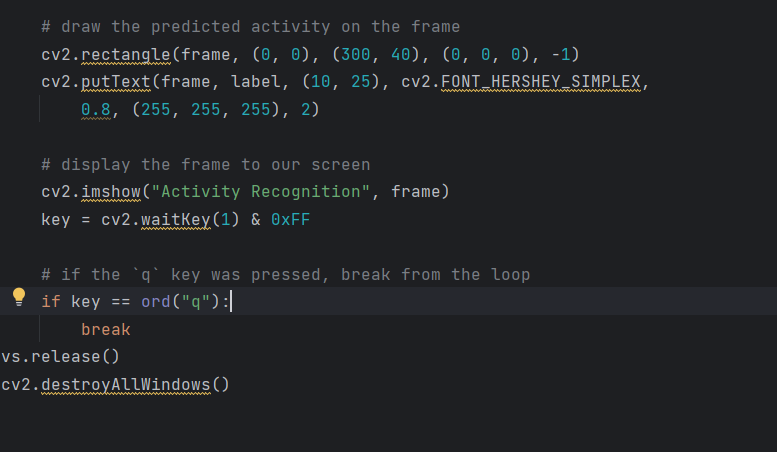 # draw the predicted activity on the frame
cv2.rectangle(frame, (0, 0), (300, 40), (0, 0, 0), -1)
cv2.putText(frame, label, (10, 25), cv2.FONT_HERSHEY_SIMPLEX,
0.8, (255, 255, 255), 2)
# display the frame to our screen
cv2.imshow("Activity Recognition", frame)
key = cv2.waitKey(1) & 0xFF
# if the `q` key was pressed, break from the loop
if key == ord("q"):
break
vs.release()
cv2.destroyAllWindows()